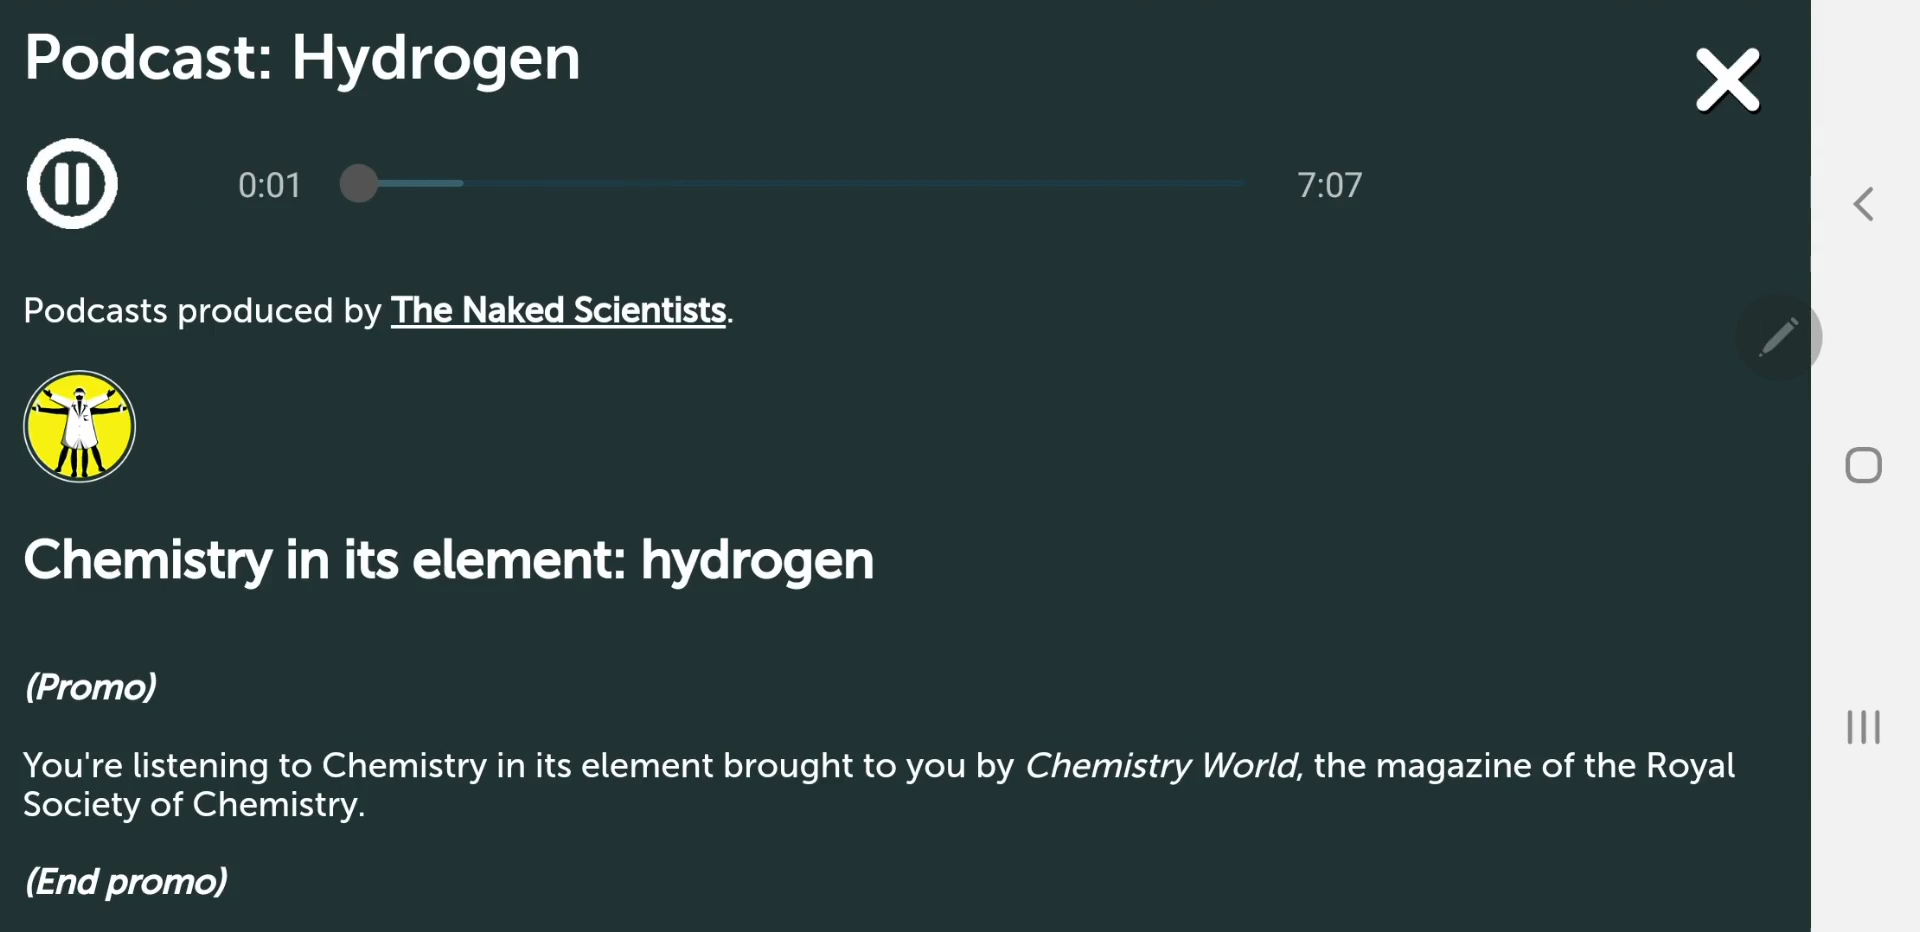 Podcast: Hydrogen
0:01
7:07
Podcasts produced by The Naked Scientists.
Chemistry in its element: hydrogen
(Promo)
You're listening to Chemistry in its element brought to you by Chemistry World, the magazine of the Royal
Society of Chemistry.
(End promo)